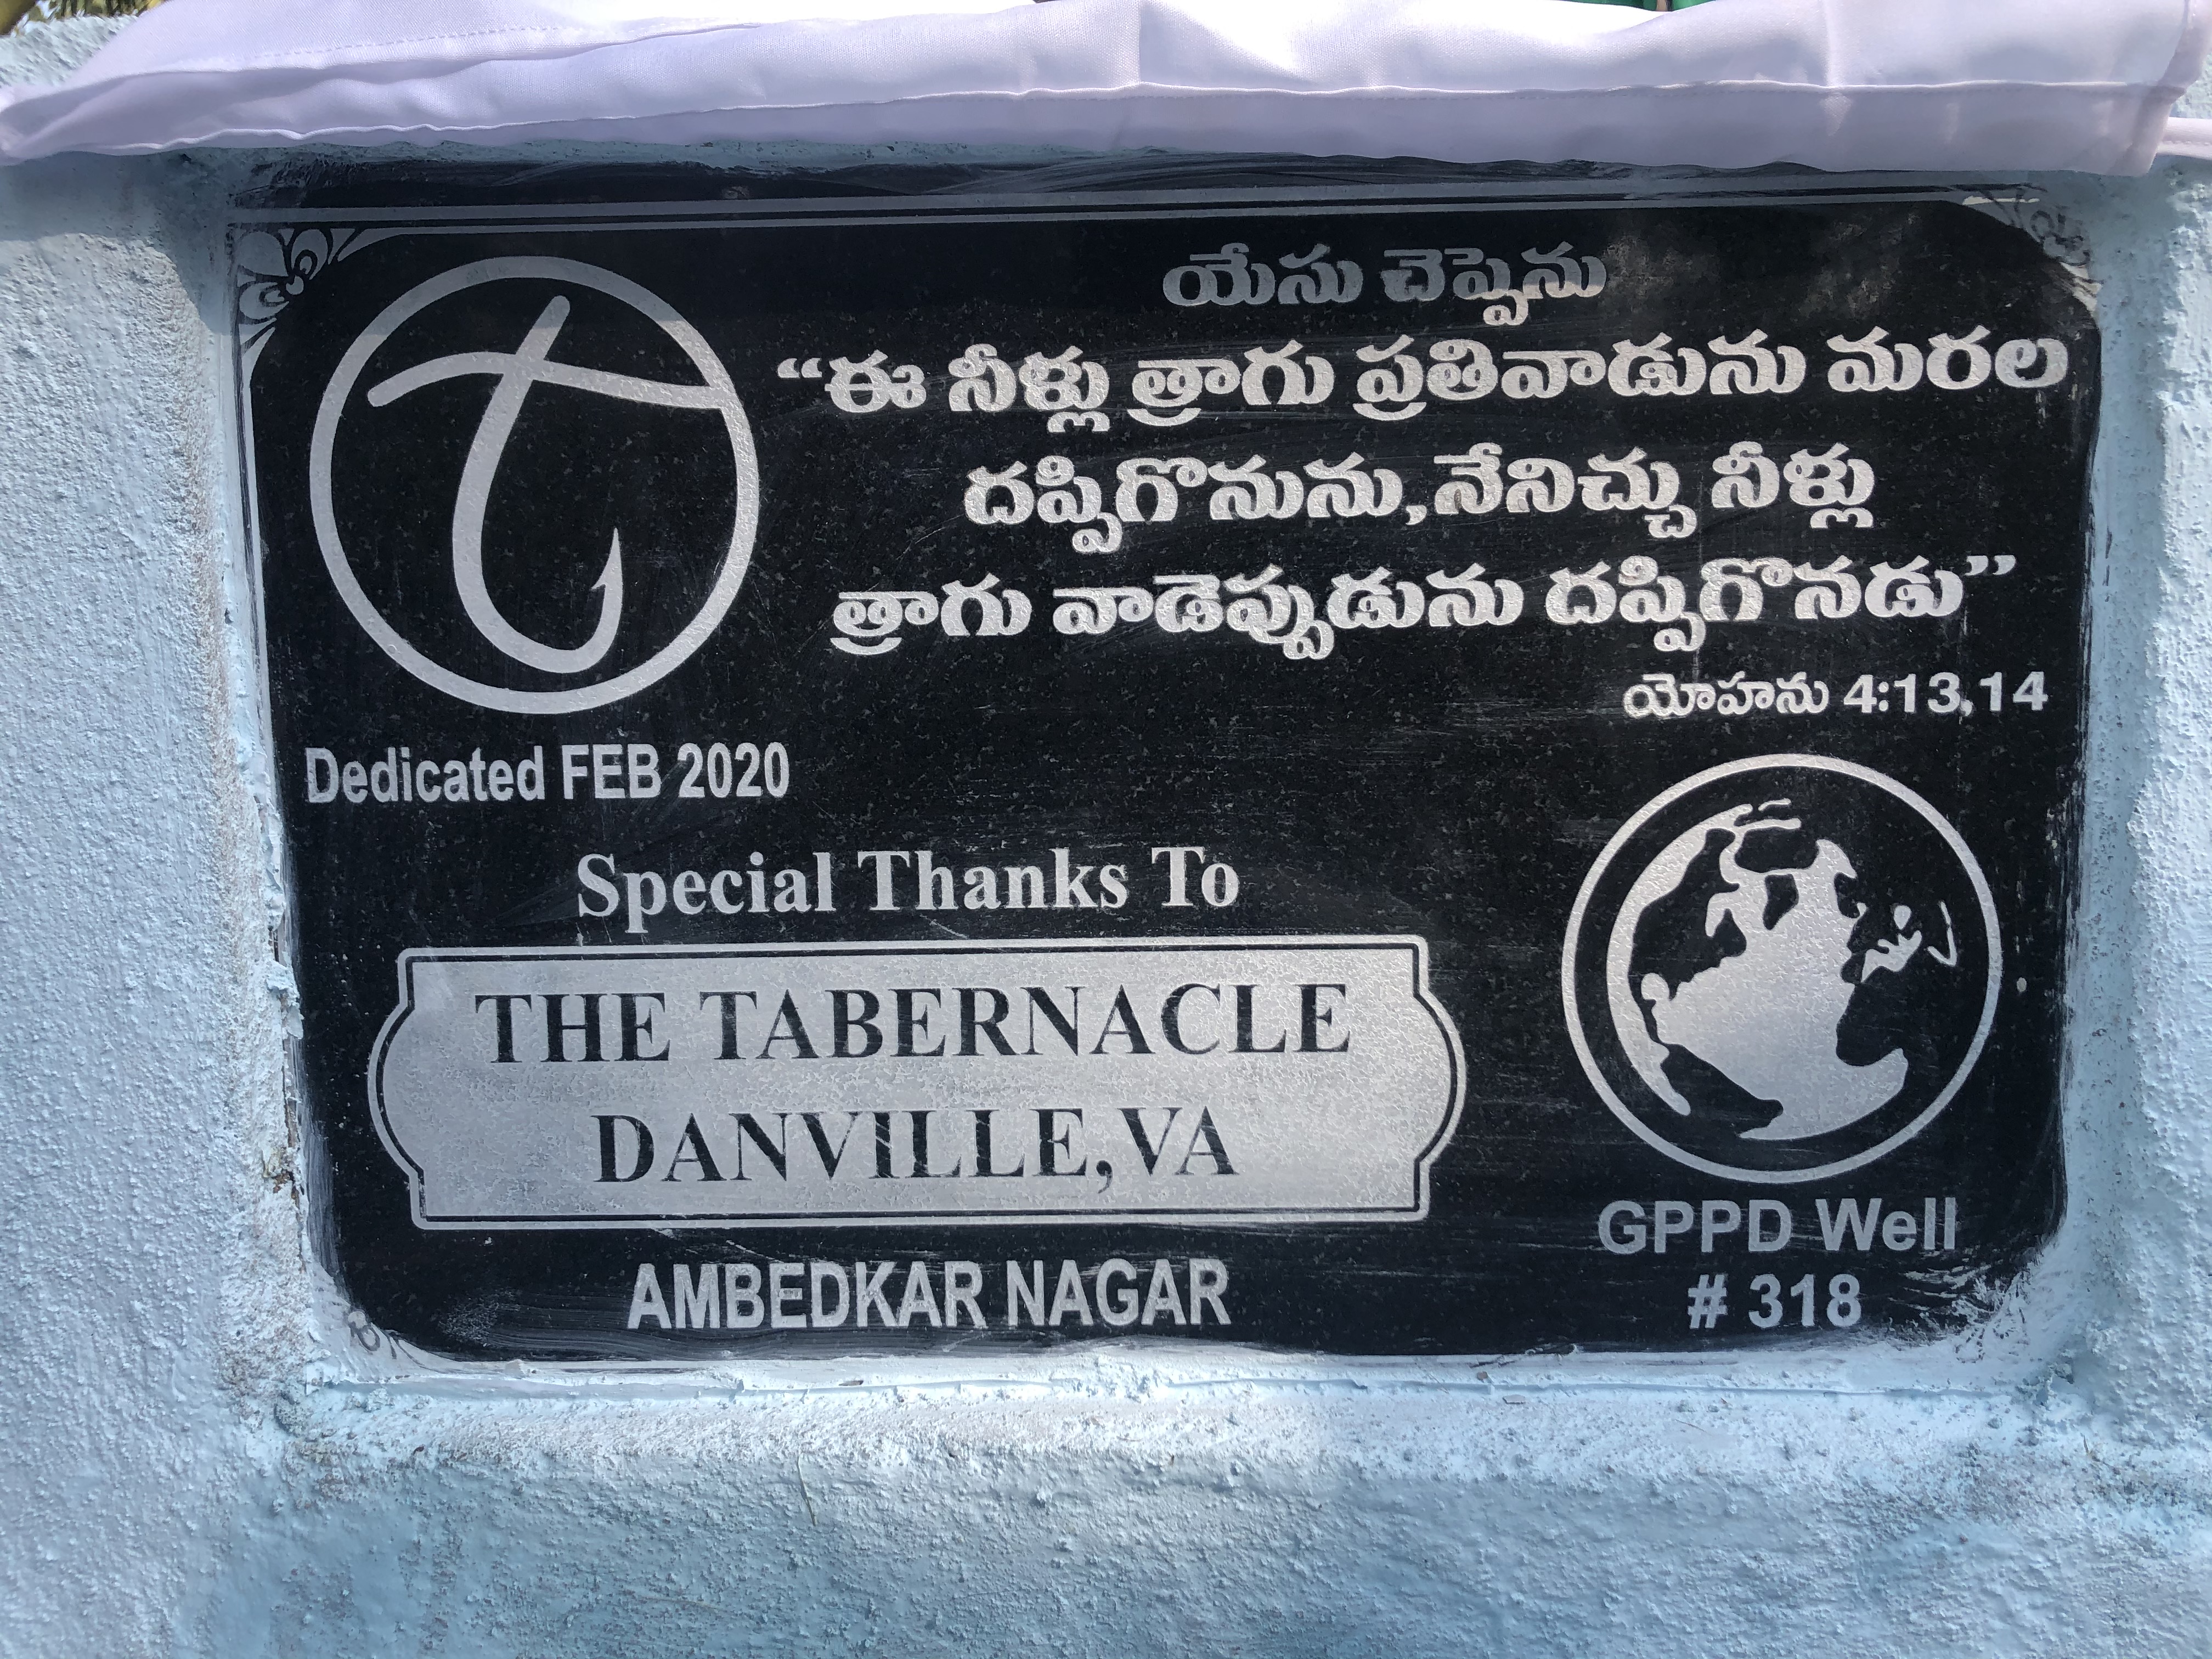 యేసు చెప్పెను
“ఈ నీళ్లు త్రాగు ప్రతివాడును మరల
దప్పిగొనును,నేనిచ్చు నీళ్లు
త్రాగు వాడెప్పుడును దప్పిగొనడు”
యోహను 4:13,14
Dedicated FEB 2020
Special Thanks To
THE TABERNACLE
DANVILLE,VA
AMBEDKAR NAGAR
GPPD Well
# 318